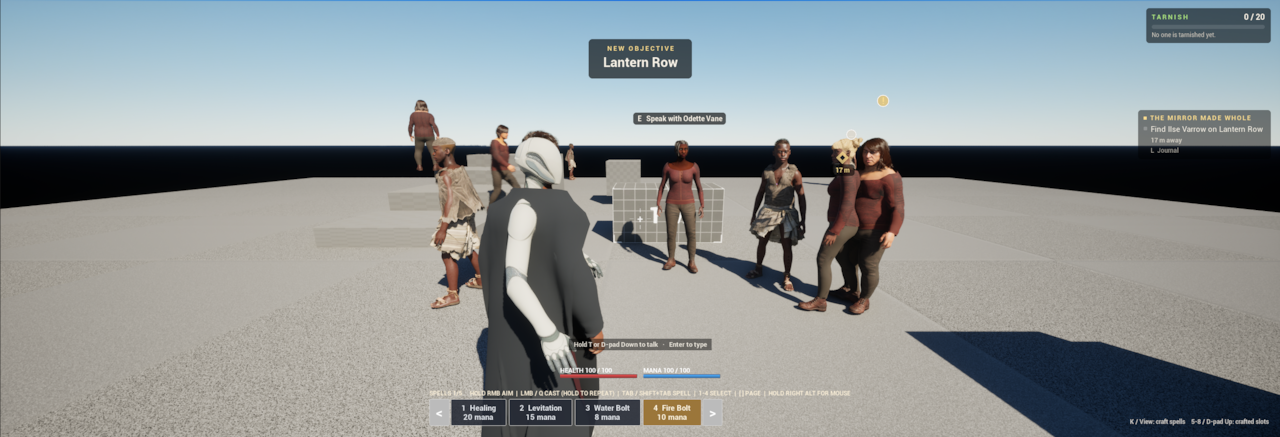 TARNISH 0 / 20
No one is tarnished yet.
NEW OBJECTIVE
Lantern Row
E Speak with Odette Vane
THE MIRROR MADE WHOLE
Find Ilse Varrow on Lantern Row
17 m away
L Journal
17 m
1
Hold T or D-pad Down to talk · Enter to type
HEALTH 100 / 100 MANA 100 / 100
HOLD RMB AIM | LMB / Q CAST (HOLD TO REPEAT) | TAB / SHIFT+TAB SPELL | 1-4 SELECT | [ ] PAGE | HOLD RIGHT ALT FOR MOUSE
< 1 Healing 2 Levitation 3 Water Bolt 4 Fire Bolt >
20 mana 15 mana 8 mana 10 mana
K / View: craft spells 5-8 / D-pad Up: crafted slots